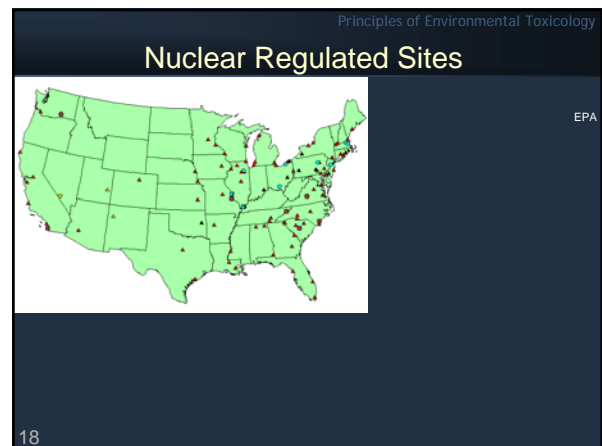 Principles of Environmental Toxicology
Nuclear Regulated Sites
EPA
18